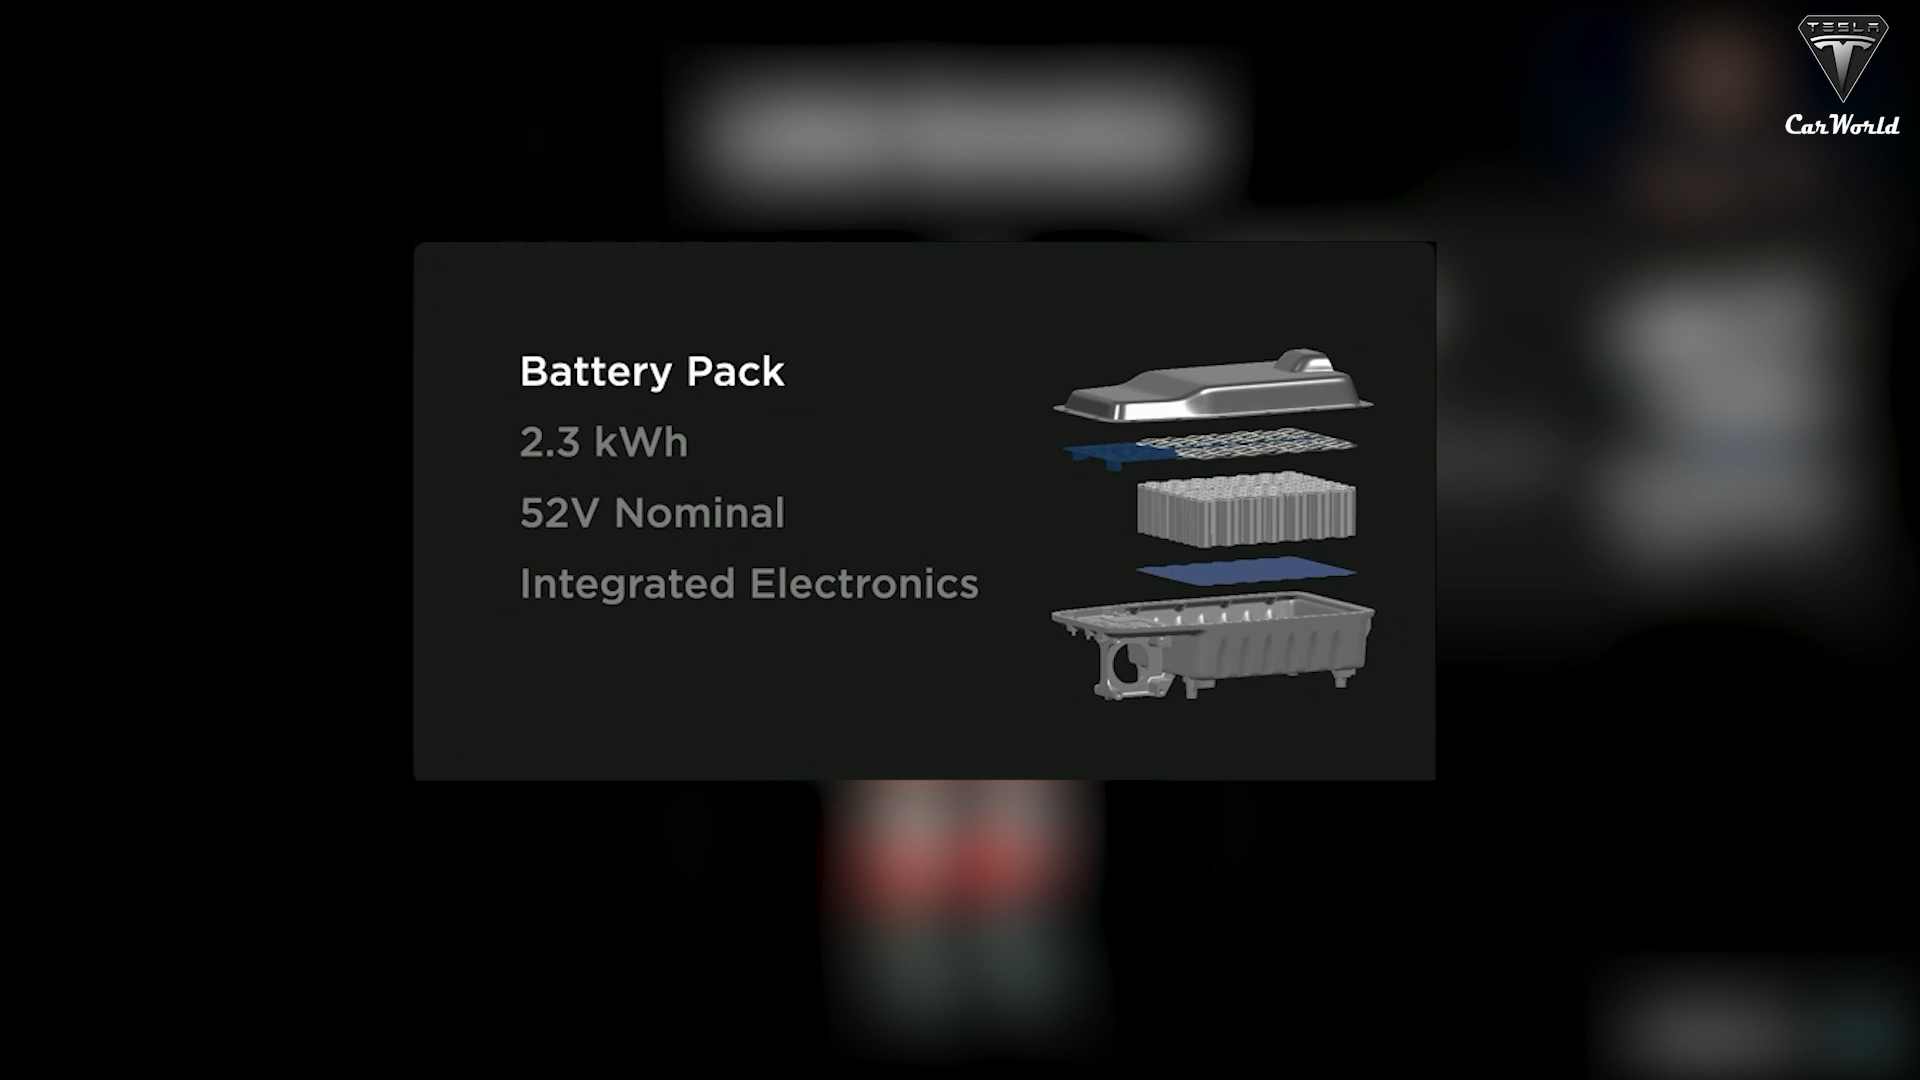 TESLA
CarWorld
Battery Pack
2.3 kWh
52V Nominal
Integrated Electronics